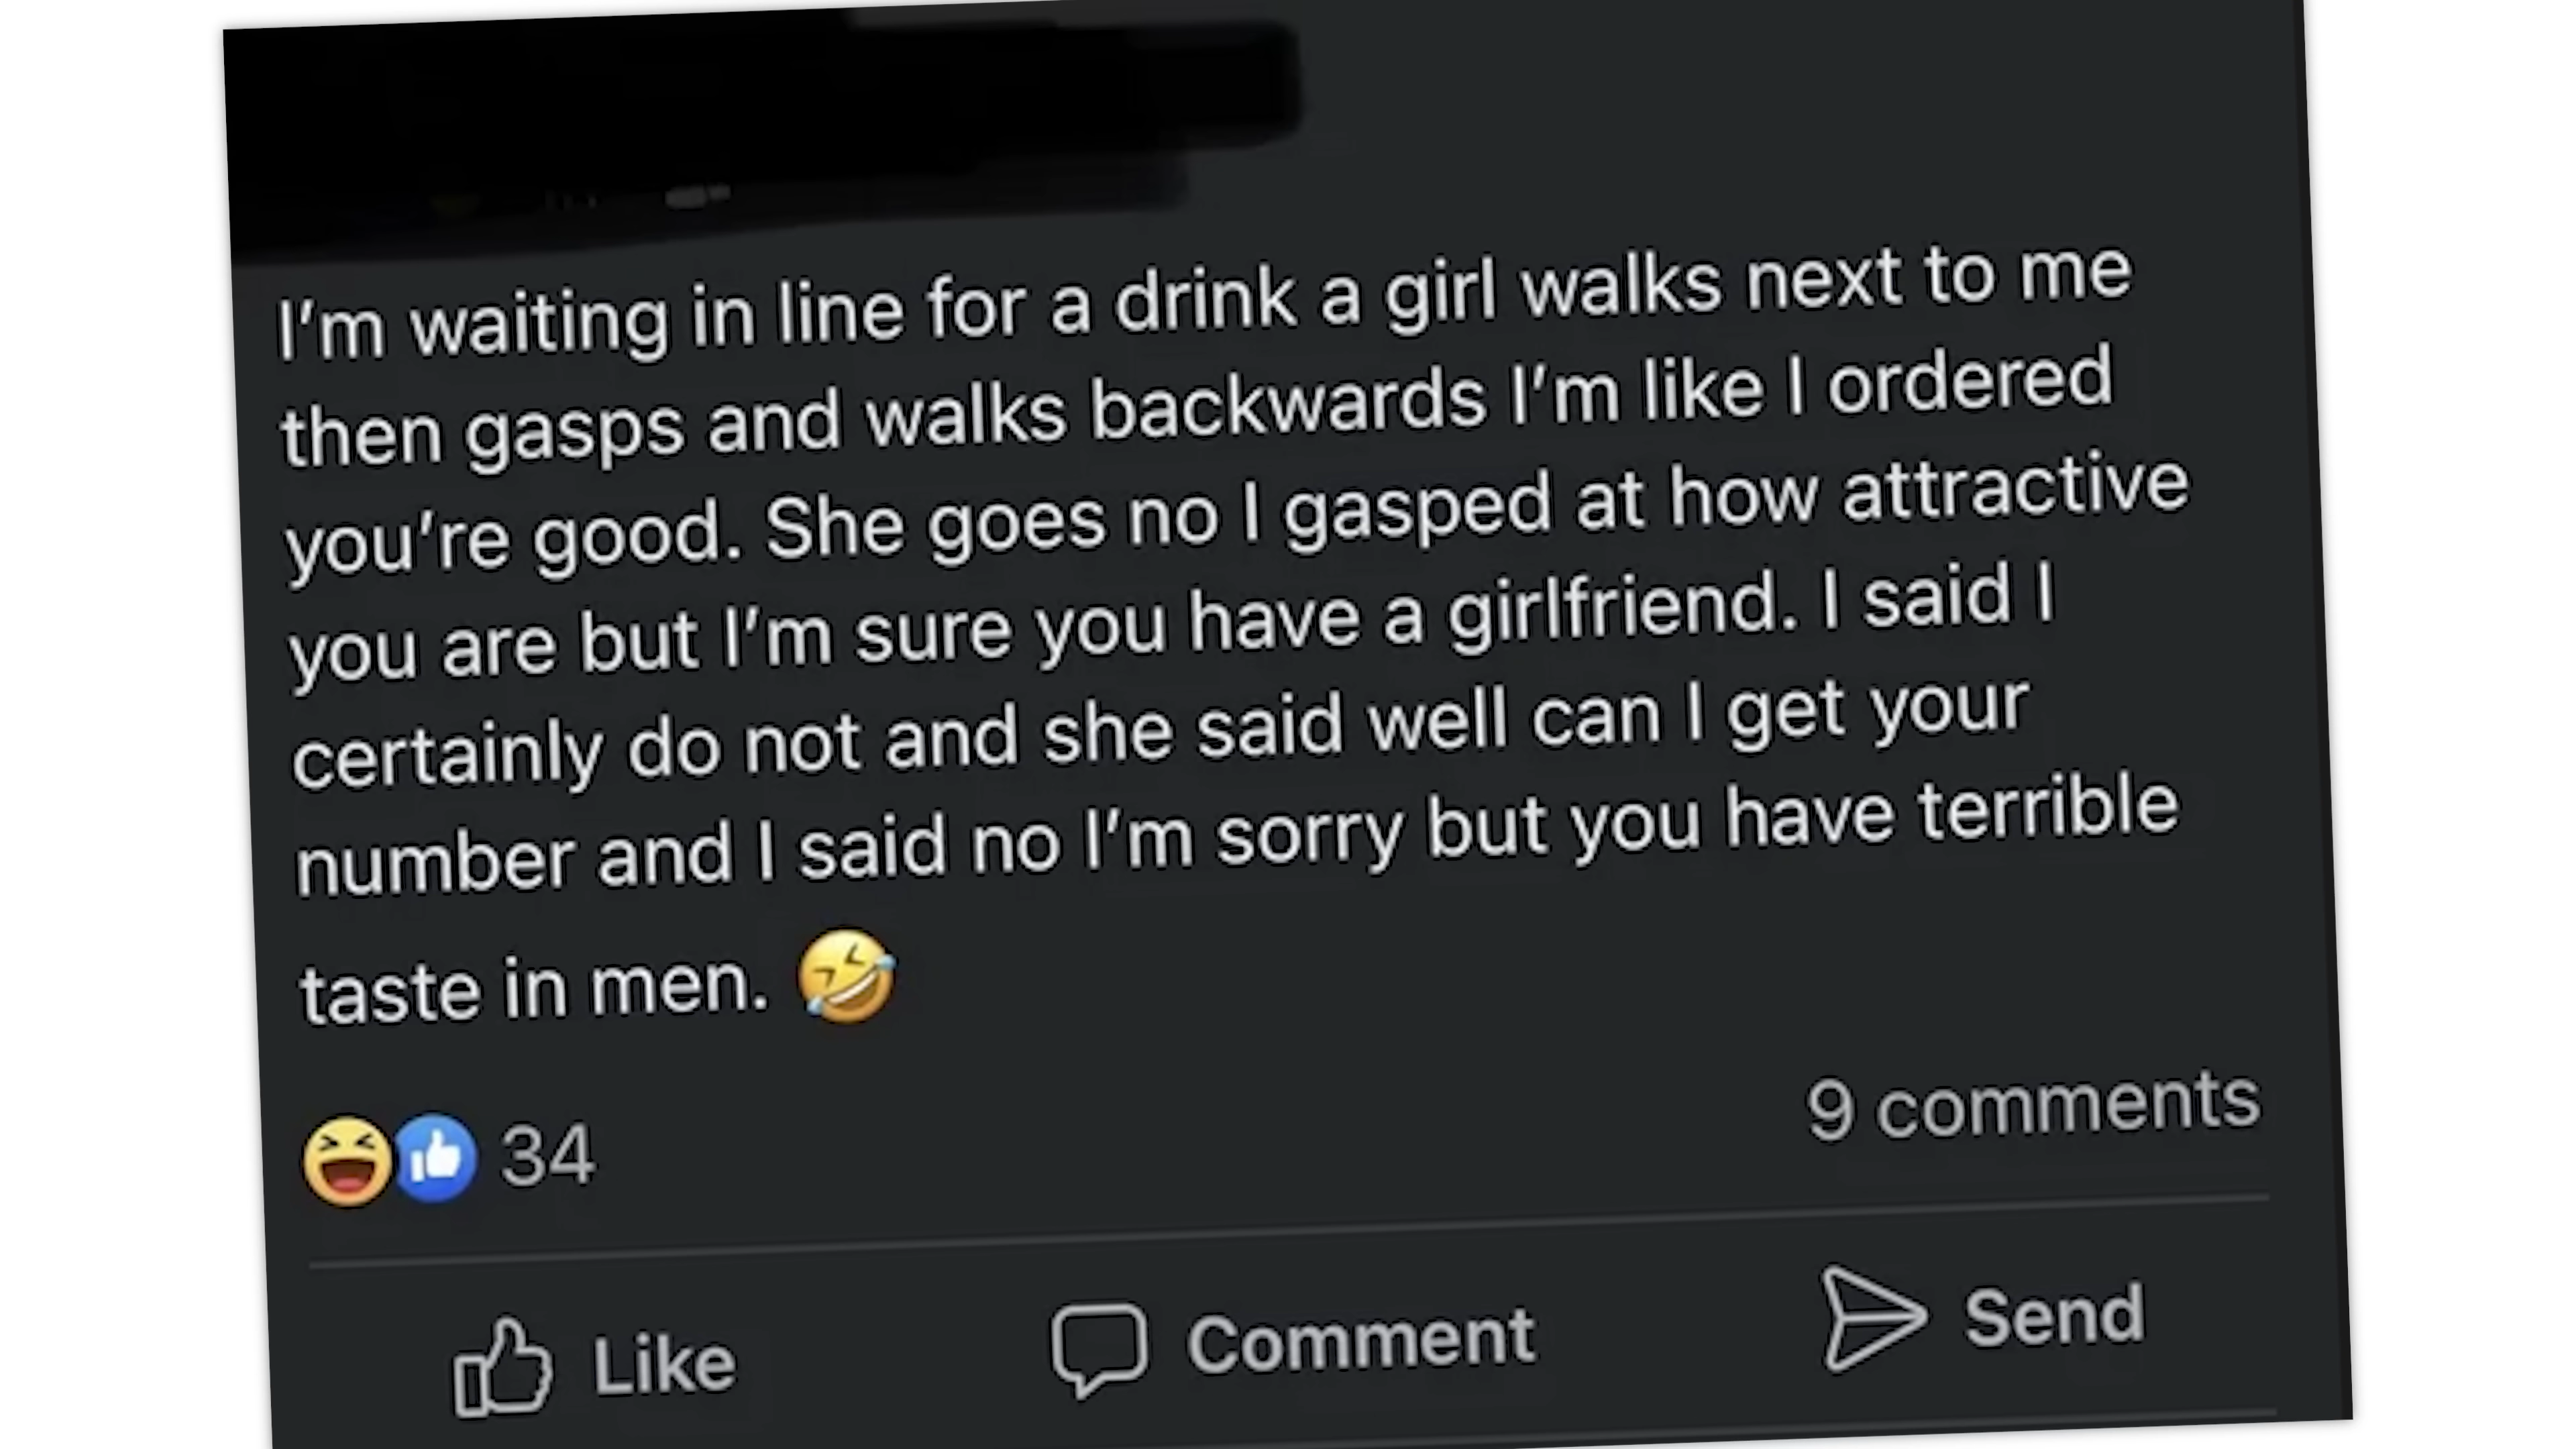 I'm waiting in line for a drink a girl walks next to me
then gasps and walks backwards I'm like I ordered
you're good. She goes no I gasped at how attractive
you are but I'm sure you have a girlfriend. I said I
certainly do not and she said well can I get your
number and I said no I'm sorry but you have terrible
taste in men. 🤣
34
9 comments
Like
Comment
Send